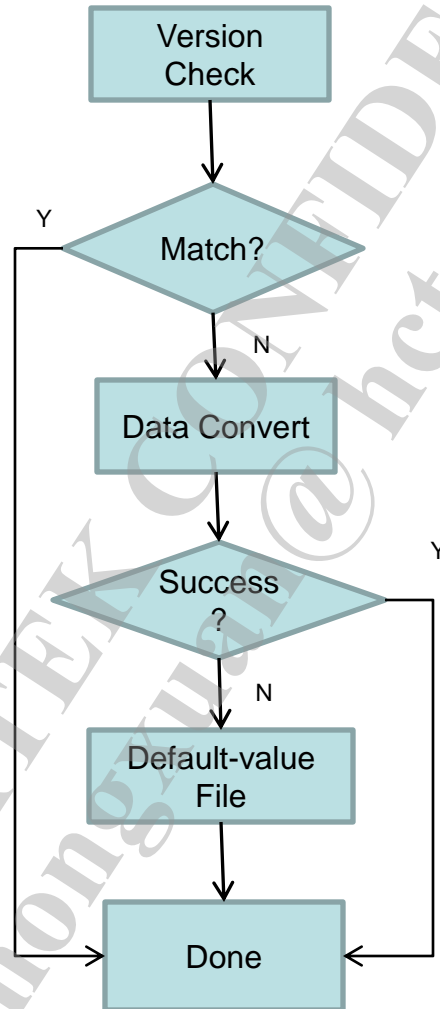 Version
Check
Y
Match?
N
Data Convert
Y
Success
?
N
Default-value
File
Done